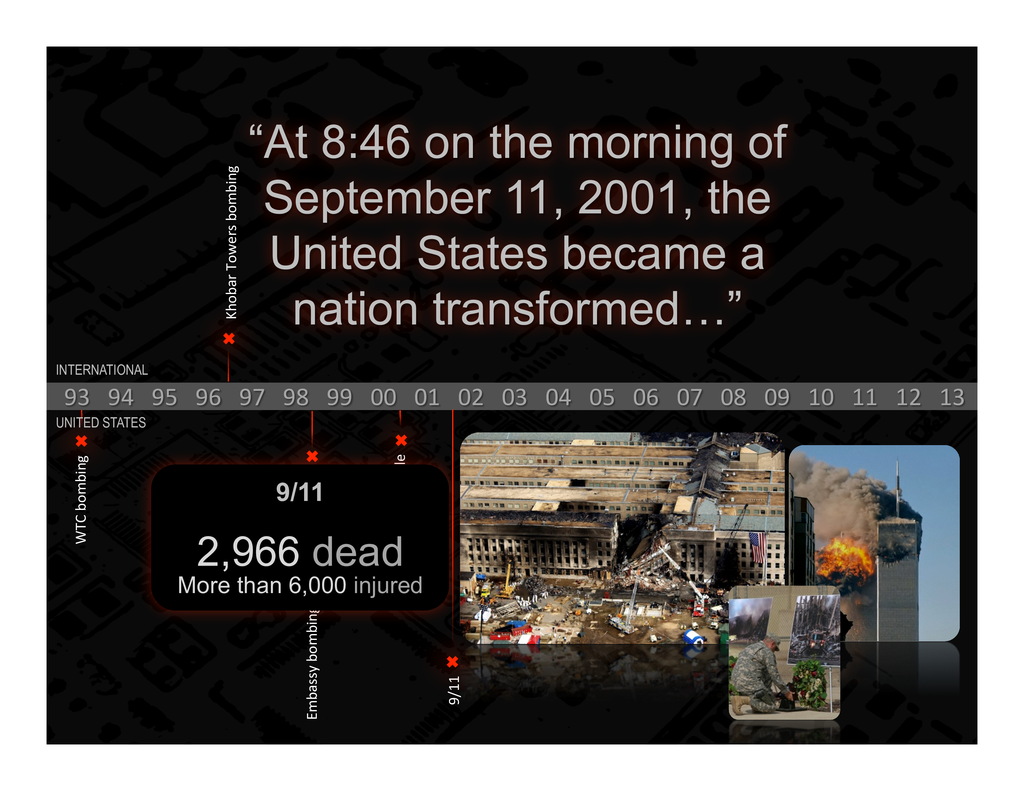 “At 8:46 on the morning of
September 11, 2001, the
United States became a
nation transformed…”
Khobar Towers bombing
INTERNATIONAL
93 94 95 96 97 98 99 00 01 02 03 04 05 06 07 08 09 10 11 12 13
UNITED STATES
WTC bombing
le
9/11
2,966 dead
More than 6,000 injured
Embassy bombing
9/11